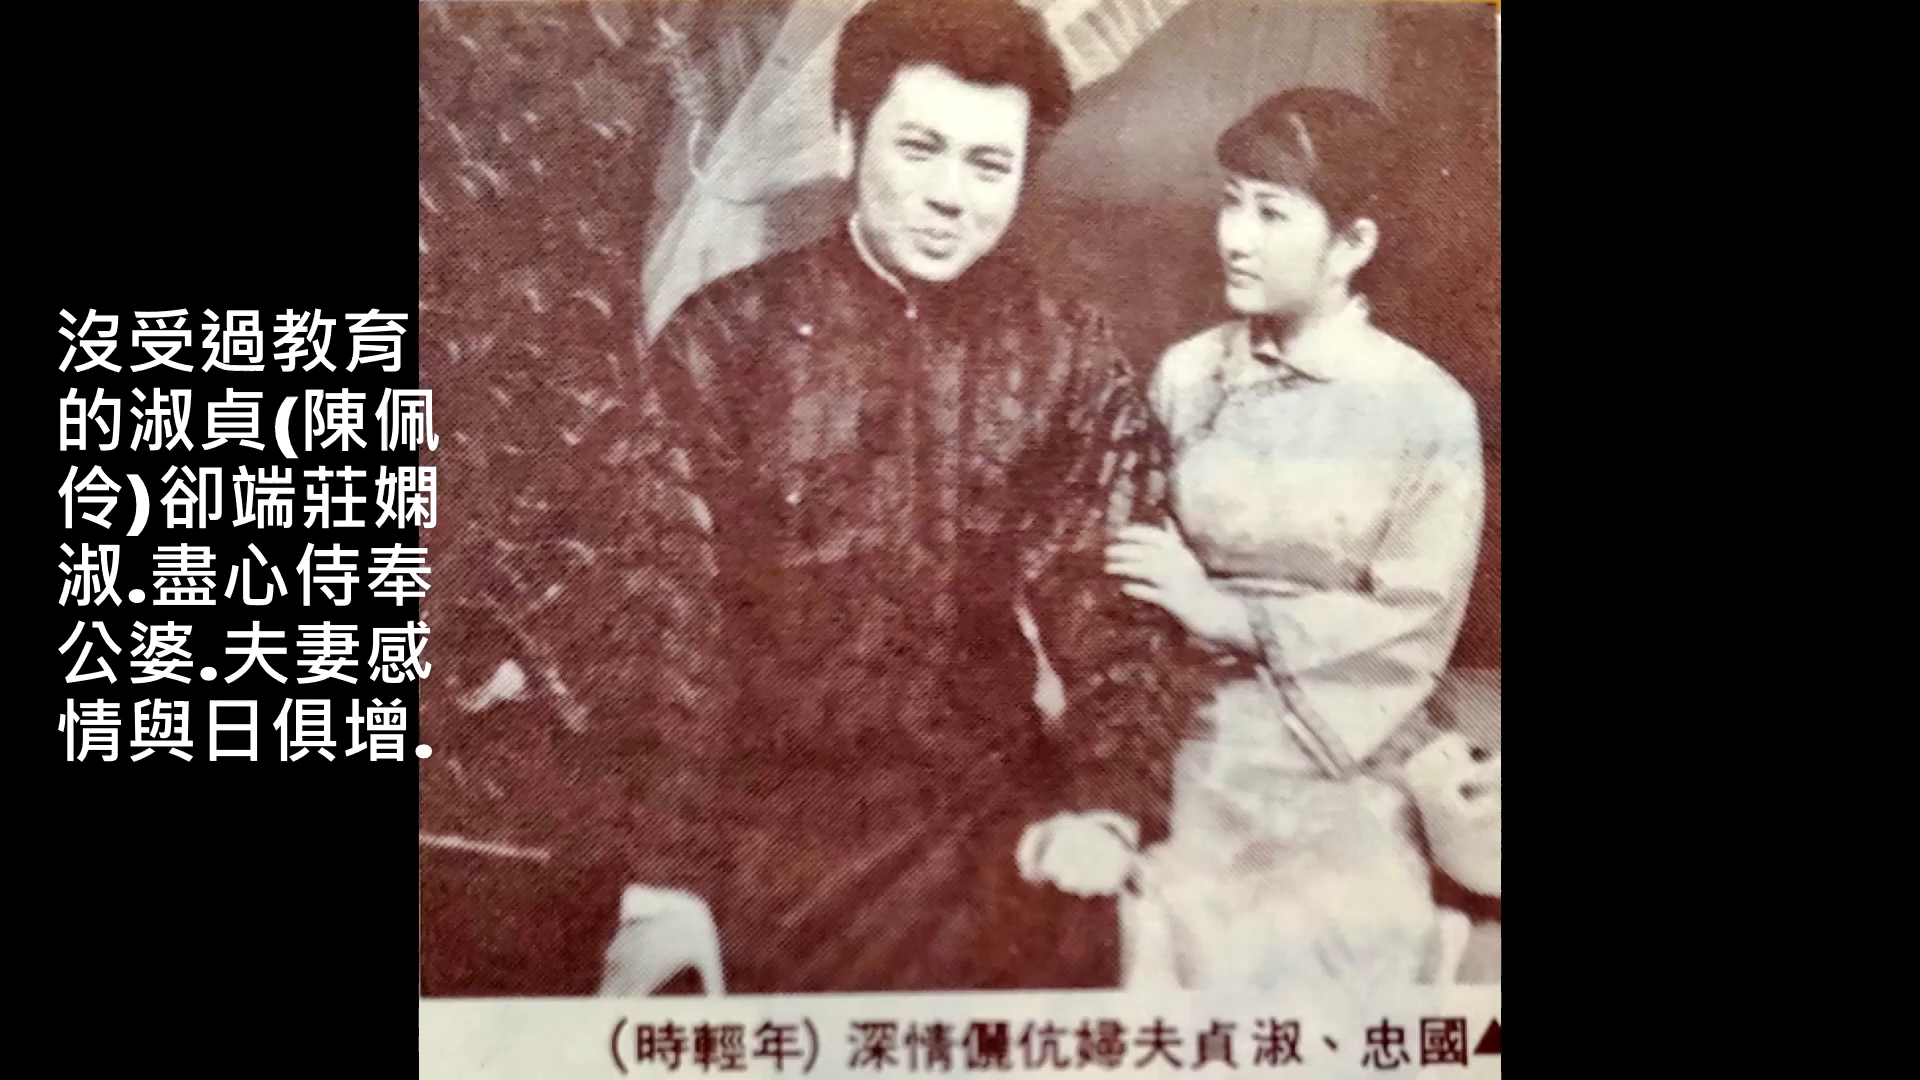 沒受過教育
的淑貞(陳佩
伶)卻端莊嫻
淑.盡心侍奉
公婆.夫妻感
情與日俱增.
▲國忠、淑貞夫婦伉儷情深(年輕時)